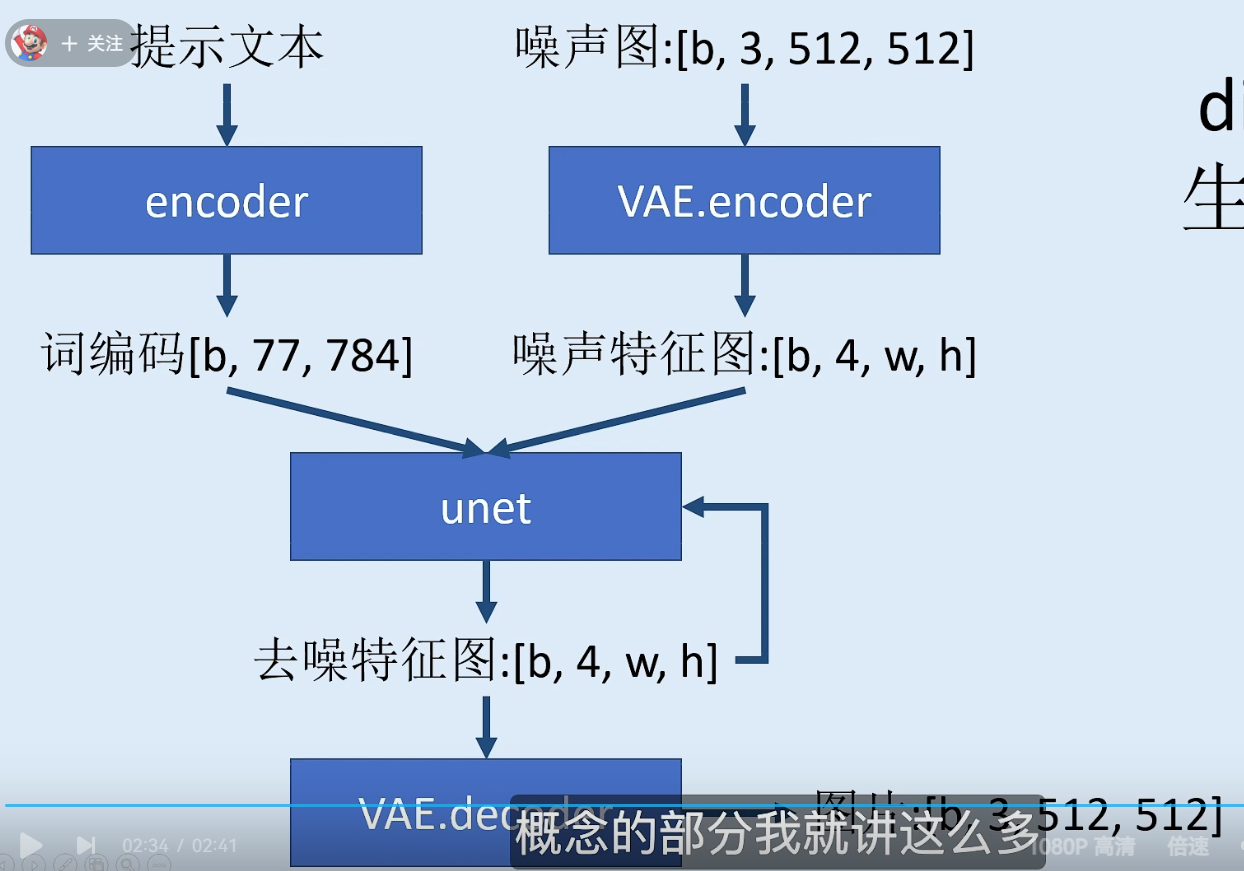 + 关注
提示文本
噪声图:[b, 3, 512, 512]
encoder
VAE.encoder
词编码[b, 77, 784]
噪声特征图:[b, 4, w, h]
unet
去噪特征图:[b, 4, w, h]
VAE.decoder
图片:[b, 3, 512, 512]
生
概念的部分我就讲这么多
02:34 / 02:41
1080P 高清
倍速